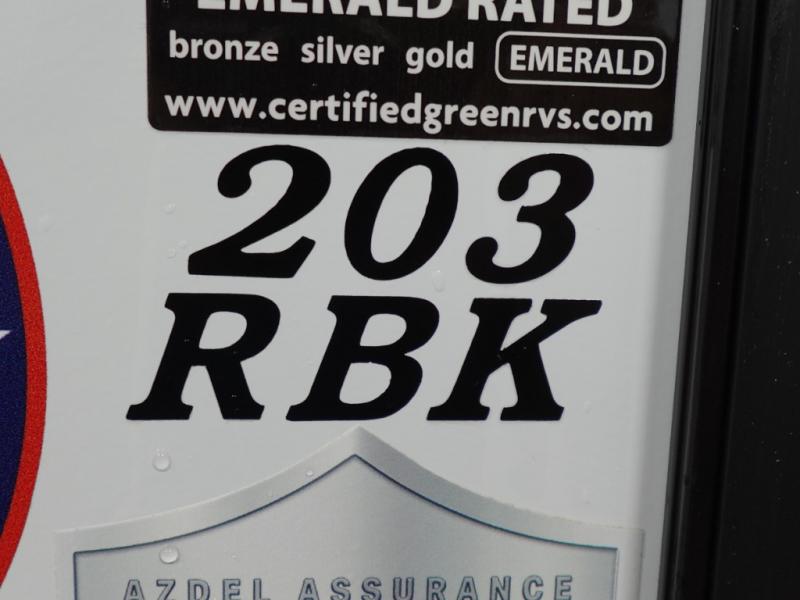 EMERALD RATED
bronze silver gold EMERALD
www.certifiedgreenrvs.com
203
RBK
AZDEL ASSURANCE